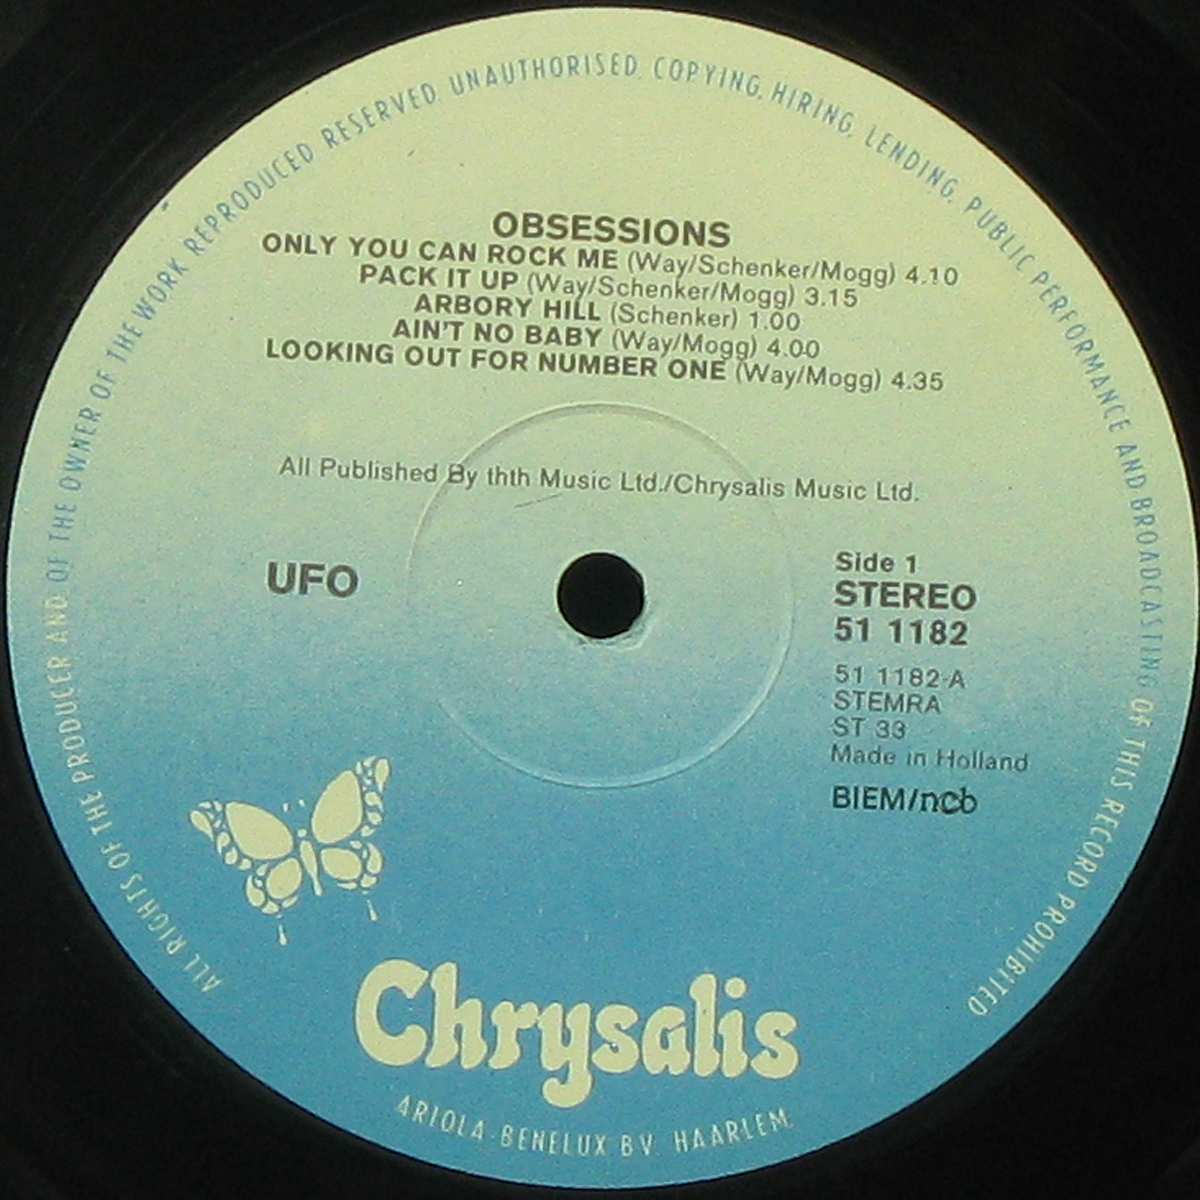 ALL RIGHTS OF THE PRODUCER AND OF THE OWNER OF THE WORK REPRODUCED RESERVED. UNAUTHORISED. COPYING, HIRING, LENDING, PUBLIC PERFORMANCE AND BROADCASTING OF THIS RECORD PROHIBITED
OBSESSIONS
ONLY YOU CAN ROCK ME (Way/Schenker/Mogg) 4.10
PACK IT UP (Way/Schenker/Mogg) 3.15
ARBORY HILL (Schenker) 1.00
AIN'T NO BABY (Way/Mogg) 4.00
LOOKING OUT FOR NUMBER ONE (Way/Mogg) 4.35
All Published By thth Music Ltd./Chrysalis Music Ltd.
UFO
Side 1
STEREO
51 1182
51 1182-A
STEMRA
ST 33
Made in Holland
BIEM/ncb
Chrysalis
ARIOLA-BENELUX B.V. HAARLEM.